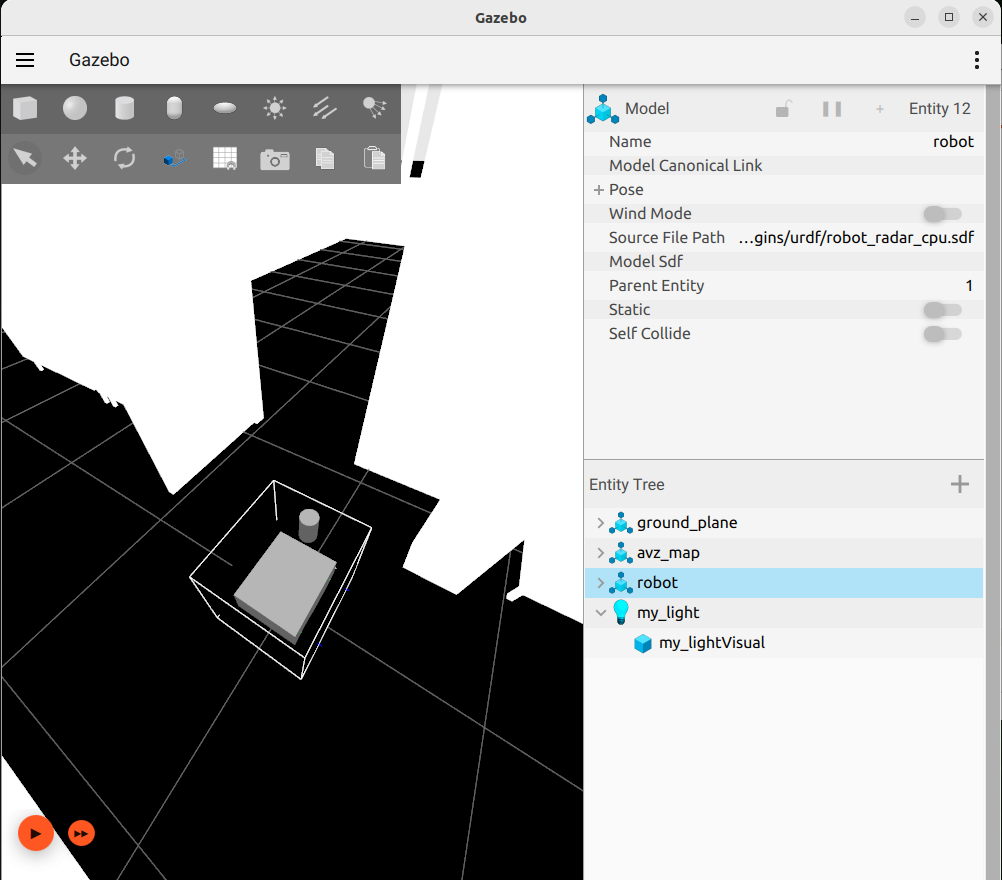 Gazebo
Gazebo
Model Entity 12
Name robot
Model Canonical Link
Pose
Wind Mode
Source File Path ...gins/urdf/robot_radar_cpu.sdf
Model Sdf
Parent Entity 1
Static
Self Collide
Entity Tree
ground_plane
avz_map
robot
my_light
my_lightVisual